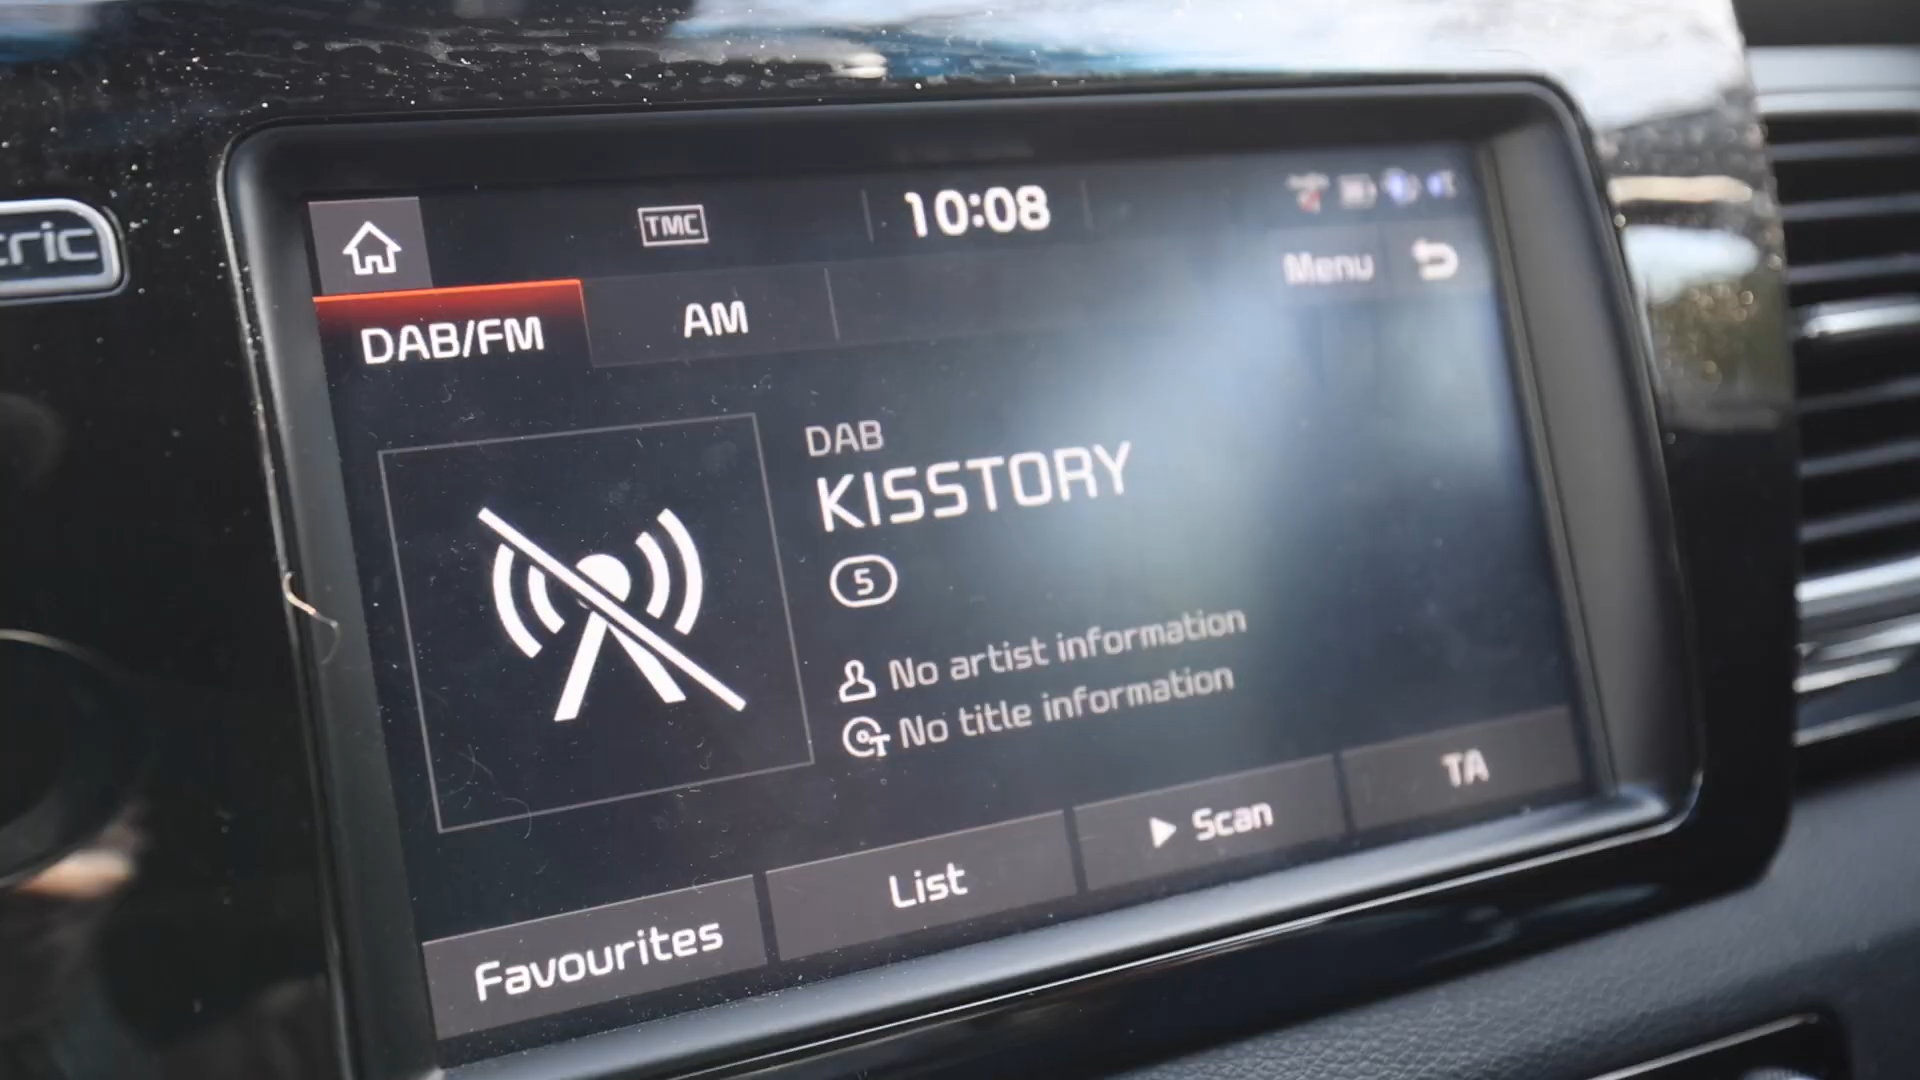 tric
TMC
10:08
Menu
DAB/FM
AM
DAB
KISSTORY
5
No artist information
No title information
Favourites
List
Scan
TA